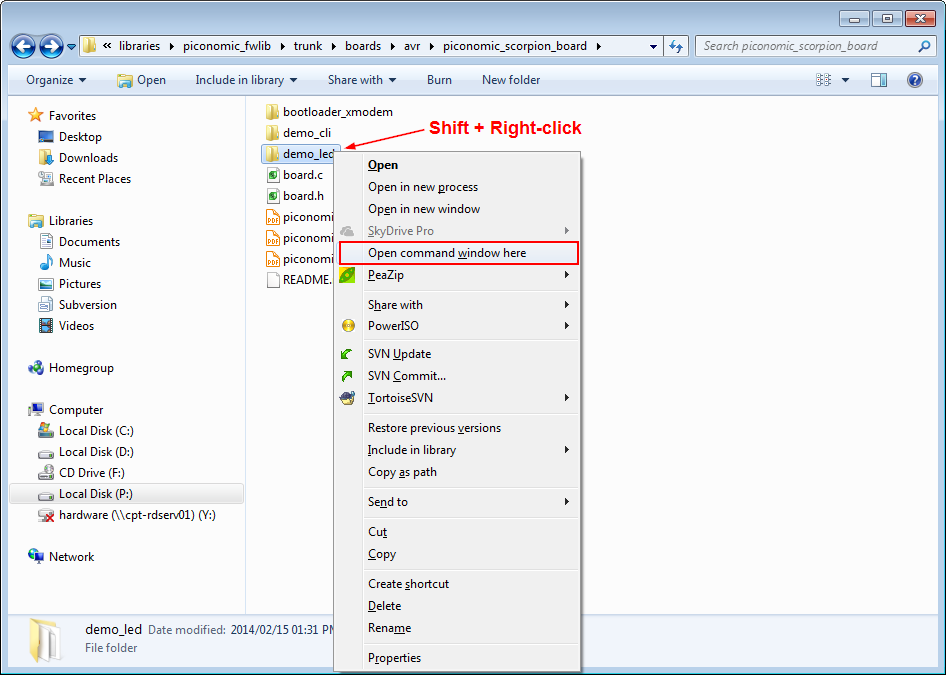 « libraries ▸ piconomic_fwlib ▸ trunk ▸ boards ▸ avr ▸ piconomic_scorpion_board ▸
Search piconomic_scorpion_board
Organize Open Include in library Share with Burn New folder
Favorites
Desktop
Downloads
Recent Places
Libraries
Documents
Music
Pictures
Subversion
Videos
Homegroup
Computer
Local Disk (C:)
Local Disk (D:)
CD Drive (F:)
Local Disk (P:)
hardware (\\cpt-rdserv01) (Y:)
Network
bootloader_xmodem
demo_cli
demo_led
board.c
board.h
piconomi
piconomi
piconomi
README.
Shift + Right-click
Open
Open in new process
Open in new window
SkyDrive Pro
Open command window here
PeaZip
Share with
PowerISO
SVN Update
SVN Commit...
TortoiseSVN
Restore previous versions
Include in library
Copy as path
Send to
Cut
Copy
Create shortcut
Delete
Rename
Properties
demo_led Date modified: 2014/02/15 01:31 PM
File folder